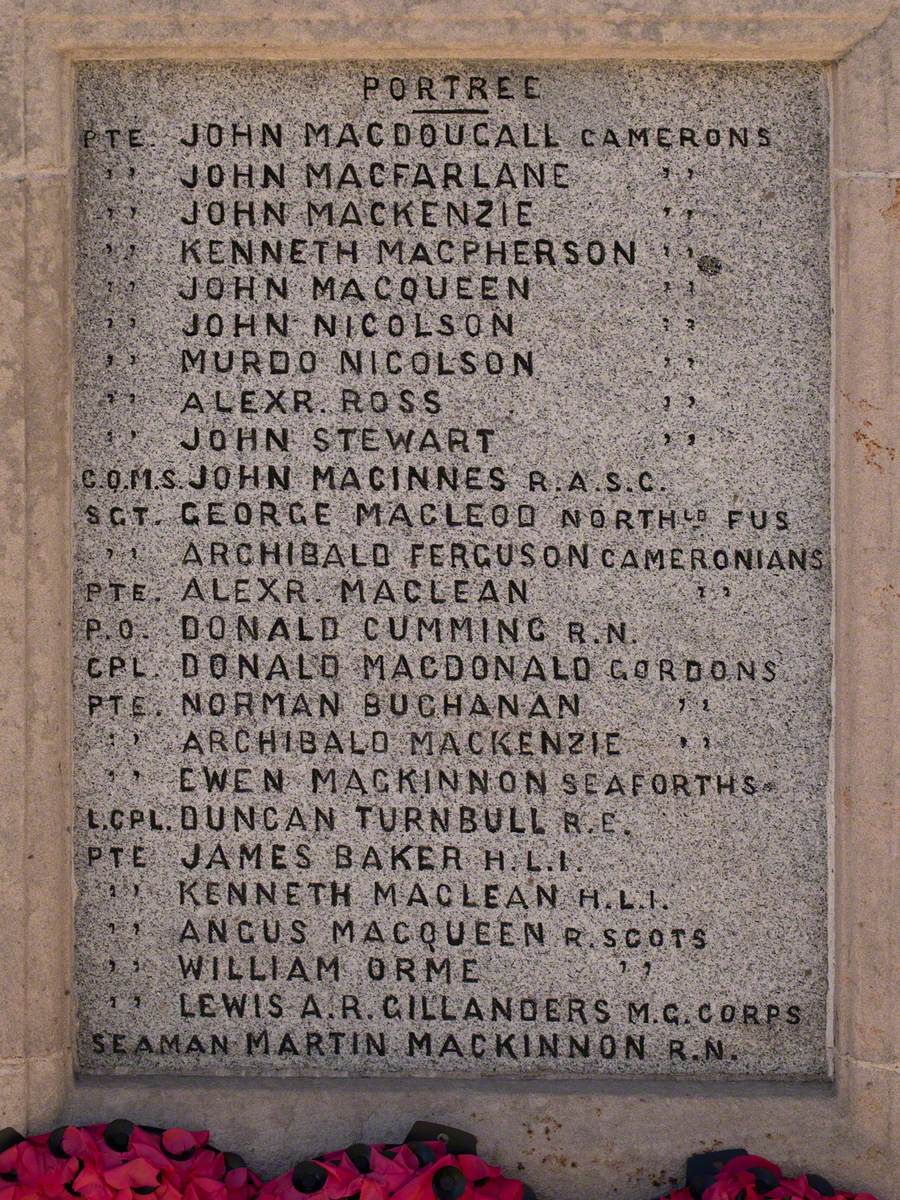 PORTREE
PTE. JOHN MACDOUGALL CAMERONS
,, JOHN MACFARLANE ,,
,, JOHN MACKENZIE ,,
,, KENNETH MACPHERSON ,,
,, JOHN MACQUEEN ,,
,, JOHN NICOLSON ,,
,, MURDO NICOLSON ,,
,, ALEXR. ROSS ,,
,, JOHN STEWART ,,
C.Q.M.S. JOHN MACINNES R.A.S.C.
SGT. GEORGE MACLEOD NORTHLD FUS
,, ARCHIBALD FERGUSON CAMERONIANS
PTE. ALEXR. MACLEAN ,,
P.O. DONALD CUMMING R.N.
CPL. DONALD MACDONALD GORDONS
PTE. NORMAN BUCHANAN ,,
,, ARCHIBALD MACKENZIE ,,
,, EWEN MACKINNON SEAFORTHS
L.CPL. DUNCAN TURNBULL R.E.
PTE JAMES BAKER H.L.I.
,, KENNETH MACLEAN H.L.I.
,, ANGUS MACQUEEN R.SCOTS
,, WILLIAM ORME ,,
,, LEWIS A.R. GILLANDERS M.G. CORPS
SEAMAN MARTIN MACKINNON R.N.